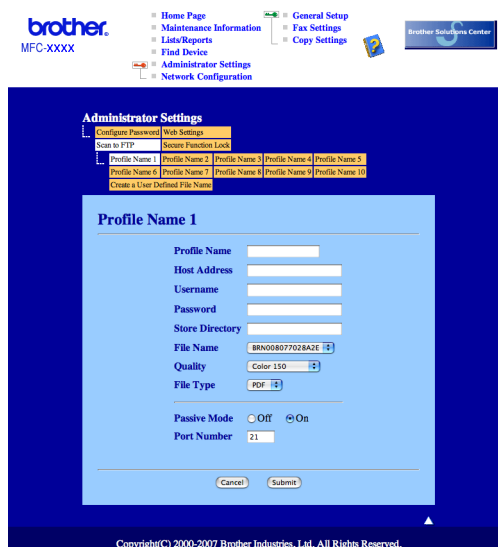 brother.
MFC-XXXX
Home Page
Maintenance Information
Lists/Reports
Find Device
Administrator Settings
Network Configuration
General Setup
Fax Settings
Copy Settings
Brother Solutions Center
Administrator Settings
Configure Password Web Settings
Scan to FTP Secure Function Lock
Profile Name 1 Profile Name 2 Profile Name 3 Profile Name 4 Profile Name 5
Profile Name 6 Profile Name 7 Profile Name 8 Profile Name 9 Profile Name 10
Create a User Defined File Name
Profile Name 1
Profile Name
Host Address
Username
Password
Store Directory
File Name BRN008077028A2E
Quality Color 150
File Type PDF
Passive Mode Off On
Port Number 21
Cancel Submit
Copyright(C) 2000-2007 Brother Industries, Ltd. All Rights Reserved.